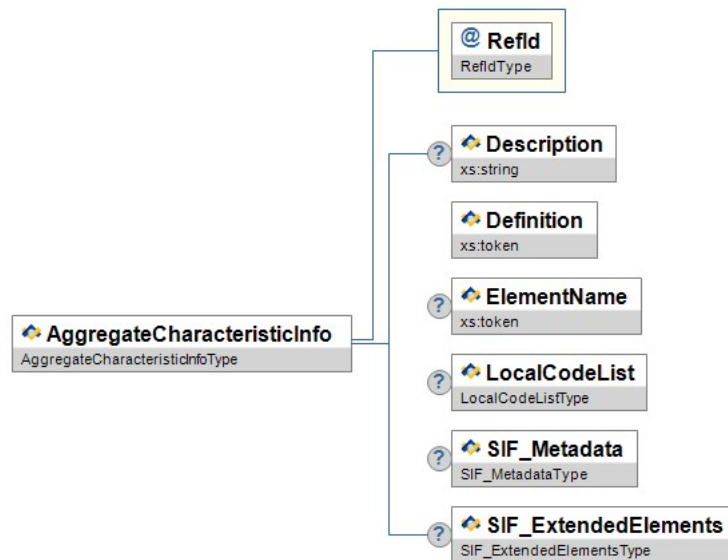 @ RefId
RefIdType
? Description
xs:string
Definition
xs:token
? ElementName
xs:token
AggregateCharacteristicInfo
AggregateCharacteristicInfoType
? LocalCodeList
LocalCodeListType
? SIF_Metadata
SIF_MetadataType
? SIF_ExtendedElements
SIF_ExtendedElementsType